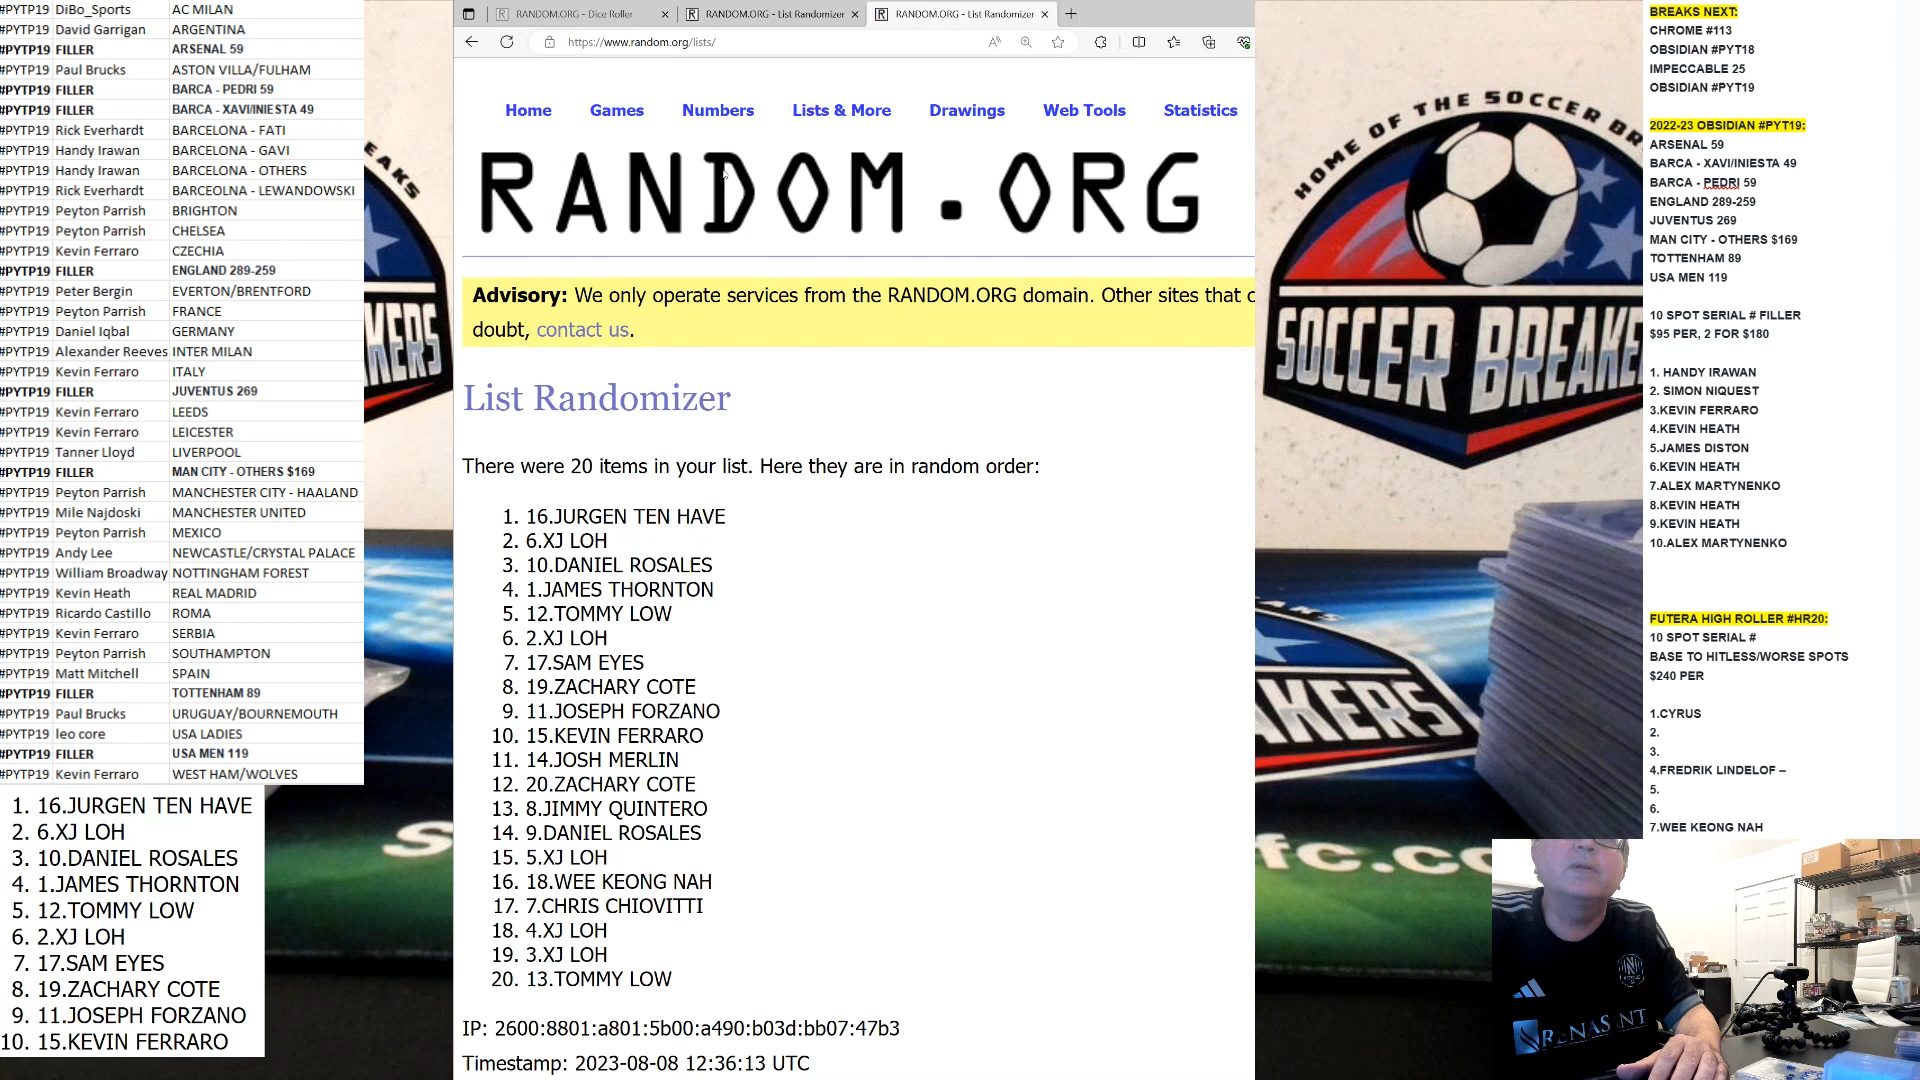 #PYTP19 DiBo_Sports AC MILAN
#PYTP19 David Garrigan ARGENTINA
#PYTP19 FILLER ARSENAL 59
#PYTP19 Paul Brucks ASTON VILLA/FULHAM
#PYTP19 FILLER BARCA - PEDRI 59
#PYTP19 FILLER BARCA - XAVI/INIESTA 49
#PYTP19 Rick Everhardt BARCELONA - FATI
#PYTP19 Handy Irawan BARCELONA - GAVI
#PYTP19 Handy Irawan BARCELONA - OTHERS
#PYTP19 Rick Everhardt BARCEOLNA - LEWANDOWSKI
#PYTP19 Peyton Parrish BRIGHTON
#PYTP19 Peyton Parrish CHELSEA
#PYTP19 Kevin Ferraro CZECHIA
#PYTP19 FILLER ENGLAND 289-259
#PYTP19 Peter Bergin EVERTON/BRENTFORD
#PYTP19 Peyton Parrish FRANCE
#PYTP19 Daniel Iqbal GERMANY
#PYTP19 Alexander Reeves INTER MILAN
#PYTP19 Kevin Ferraro ITALY
#PYTP19 FILLER JUVENTUS 269
#PYTP19 Kevin Ferraro LEEDS
#PYTP19 Kevin Ferraro LEICESTER
#PYTP19 Tanner Lloyd LIVERPOOL
#PYTP19 FILLER MAN CITY - OTHERS $169
#PYTP19 Peyton Parrish MANCHESTER CITY - HAALAND
#PYTP19 Mile Najdoski MANCHESTER UNITED
#PYTP19 Peyton Parrish MEXICO
#PYTP19 Andy Lee NEWCASTLE/CRYSTAL PALACE
#PYTP19 William Broadway NOTTINGHAM FOREST
#PYTP19 Kevin Heath REAL MADRID
#PYTP19 Ricardo Castillo ROMA
#PYTP19 Kevin Ferraro SERBIA
#PYTP19 Peyton Parrish SOUTHAMPTON
#PYTP19 Matt Mitchell SPAIN
#PYTP19 FILLER TOTTENHAM 89
#PYTP19 Paul Brucks URUGUAY/BOURNEMOUTH
#PYTP19 leo core USA LADIES
#PYTP19 FILLER USA MEN 119
#PYTP19 Kevin Ferraro WEST HAM/WOLVES
1. 16.JURGEN TEN HAVE
2. 6.XJ LOH
3. 10.DANIEL ROSALES
4. 1.JAMES THORNTON
5. 12.TOMMY LOW
6. 2.XJ LOH
7. 17.SAM EYES
8. 19.ZACHARY COTE
9. 11.JOSEPH FORZANO
10. 15.KEVIN FERRARO
RANDOM.ORG - Dice Roller
RANDOM.ORG - List Randomizer
RANDOM.ORG - List Randomizer
https://www.random.org/lists/
Home Games Numbers Lists & More Drawings Web Tools Statistics
RANDOM.ORG
Advisory: We only operate services from the RANDOM.ORG domain. Other sites that
doubt, contact us.
List Randomizer
There were 20 items in your list. Here they are in random order:
1. 16.JURGEN TEN HAVE
2. 6.XJ LOH
3. 10.DANIEL ROSALES
4. 1.JAMES THORNTON
5. 12.TOMMY LOW
6. 2.XJ LOH
7. 17.SAM EYES
8. 19.ZACHARY COTE
9. 11.JOSEPH FORZANO
10. 15.KEVIN FERRARO
11. 14.JOSH MERLIN
12. 20.ZACHARY COTE
13. 8.JIMMY QUINTERO
14. 9.DANIEL ROSALES
15. 5.XJ LOH
16. 18.WEE KEONG NAH
17. 7.CHRIS CHIOVITTI
18. 4.XJ LOH
19. 3.XJ LOH
20. 13.TOMMY LOW
IP: 2600:8801:a801:5b00:a490:b03d:bb07:47b3
Timestamp: 2023-08-08 12:36:13 UTC
HOME OF THE SOCCER BR
SOCCER BREAKE
EAKS
KERS
AKERS
S
fc.co
BREAKS NEXT:
CHROME #113
OBSIDIAN #PYT18
IMPECCABLE 25
OBSIDIAN #PYT19
2022-23 OBSIDIAN #PYT19:
ARSENAL 59
BARCA - XAVI/INIESTA 49
BARCA - PEDRI 59
ENGLAND 289-259
JUVENTUS 269
MAN CITY - OTHERS $169
TOTTENHAM 89
USA MEN 119
10 SPOT SERIAL # FILLER
$95 PER, 2 FOR $180
1. HANDY IRAWAN
2. SIMON NIQUEST
3.KEVIN FERRARO
4.KEVIN HEATH
5.JAMES DISTON
6.KEVIN HEATH
7.ALEX MARTYNENKO
8.KEVIN HEATH
9.KEVIN HEATH
10.ALEX MARTYNENKO
FUTERA HIGH ROLLER #HR20:
10 SPOT SERIAL #
BASE TO HITLESS/WORSE SPOTS
$240 PER
1.CYRUS
2.
3.
4.FREDRIK LINDELOF –
5.
6.
7.WEE KEONG NAH
RENASANT